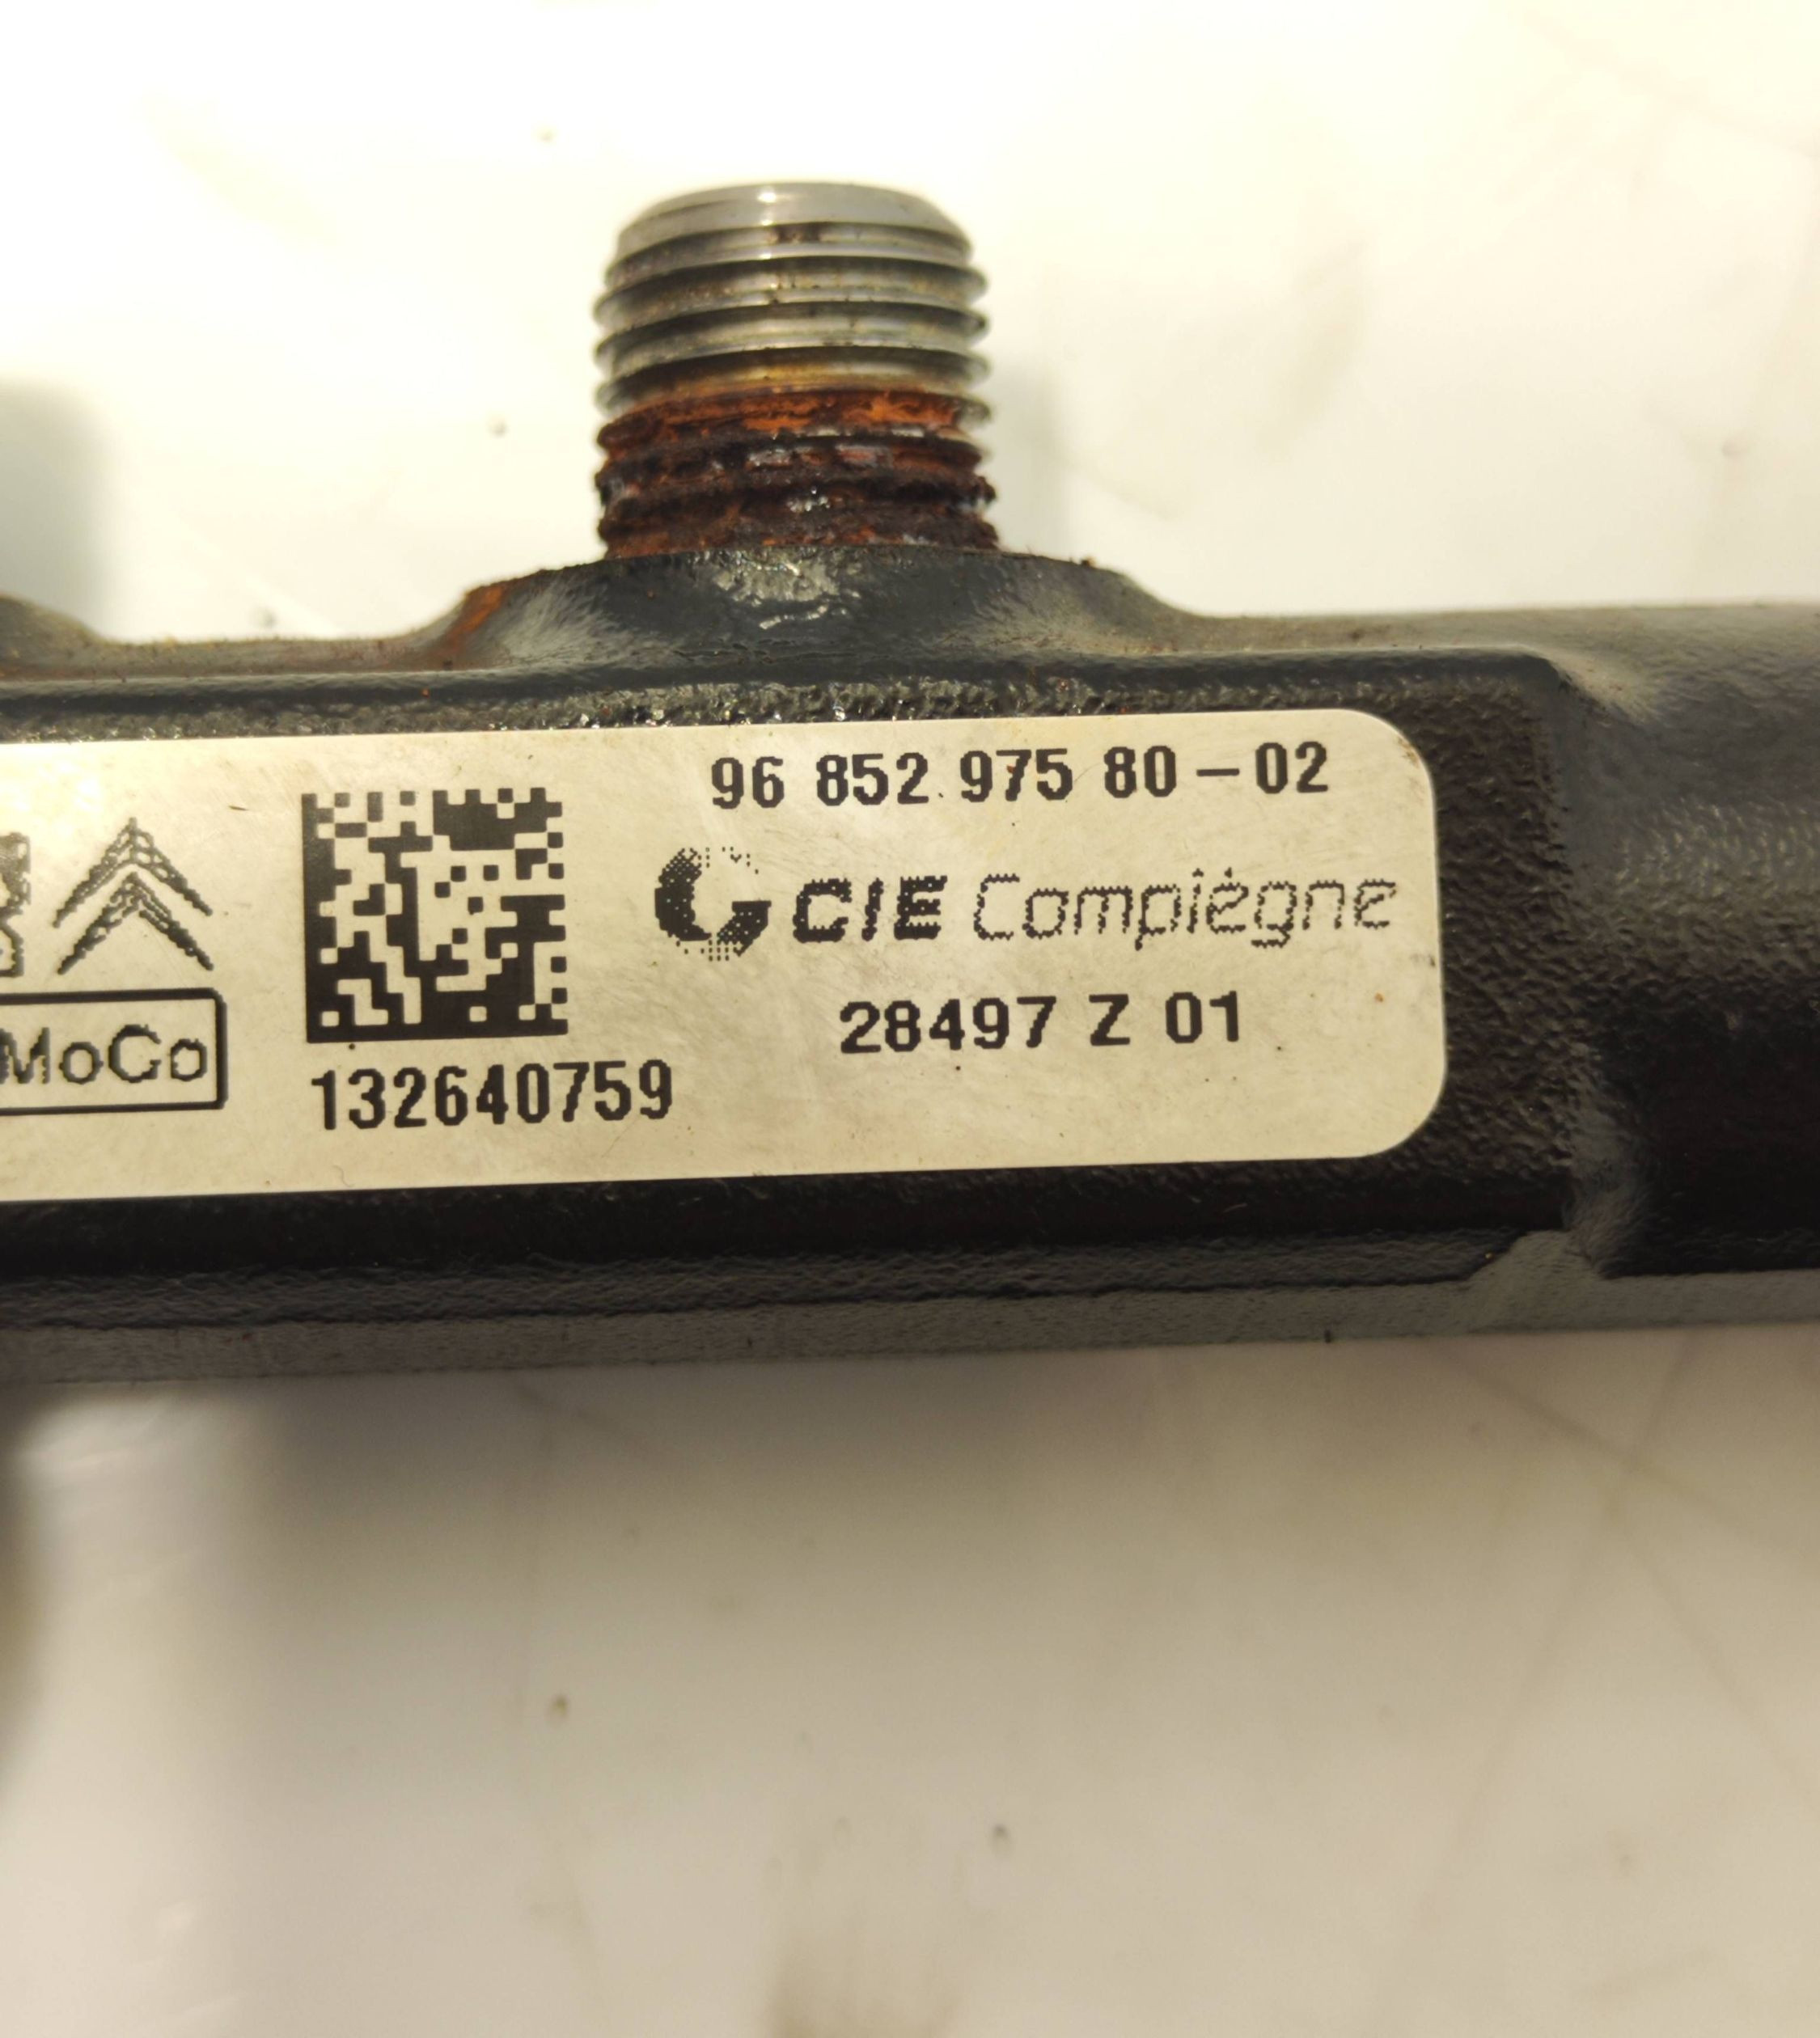 96 852 975 80-02
CIE Compiègne
28497 Z 01
MoCo
132640759